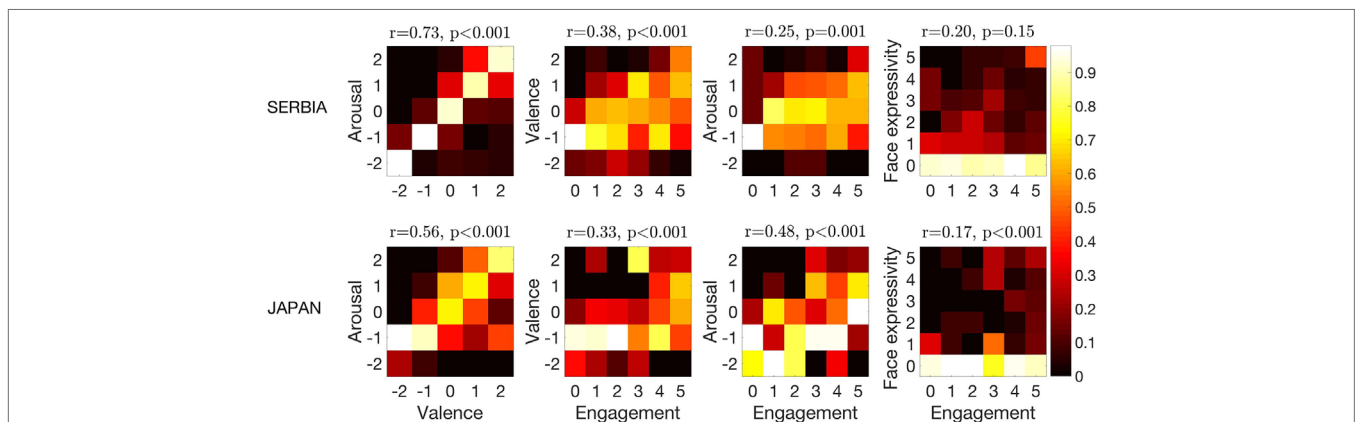 r=0.73, p<0.001 r=0.38, p<0.001 r=0.25, p=0.001 r=0.20, p=0.15
SERBIA
Arousal
2
1
0
-1
-2
-2 -1 0 1 2
Valence
2
1
0
-1
-2
0 1 2 3 4 5
Arousal
2
1
0
-1
-2
0 1 2 3 4 5
Face expressivity
5
4
3
2
1
0
0 1 2 3 4 5
r=0.56, p<0.001 r=0.33, p<0.001 r=0.48, p<0.001 r=0.17, p<0.001
JAPAN
Arousal
2
1
0
-1
-2
-2 -1 0 1 2
Valence
Valence
2
1
0
-1
-2
0 1 2 3 4 5
Engagement
Arousal
2
1
0
-1
-2
0 1 2 3 4 5
Engagement
Face expressivity
5
4
3
2
1
0
0 1 2 3 4 5
Engagement
0.9
0.8
0.7
0.6
0.5
0.4
0.3
0.2
0.1
0